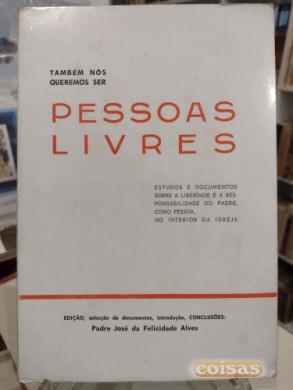 TAMBÉM NÓS
QUEREMOS SER
PESSOAS
LIVRES
ESTUDOS E DOCUMENTOS
SOBRE A LIBERDADE E A RES-
PONSABILIDADE DO PADRE,
COMO PESSOA,
NO INTERIOR DA IGREJA
EDIÇÃO, selecção de documentos, introdução, CONCLUSÕES:
Padre José da Felicidade Alves
coisas